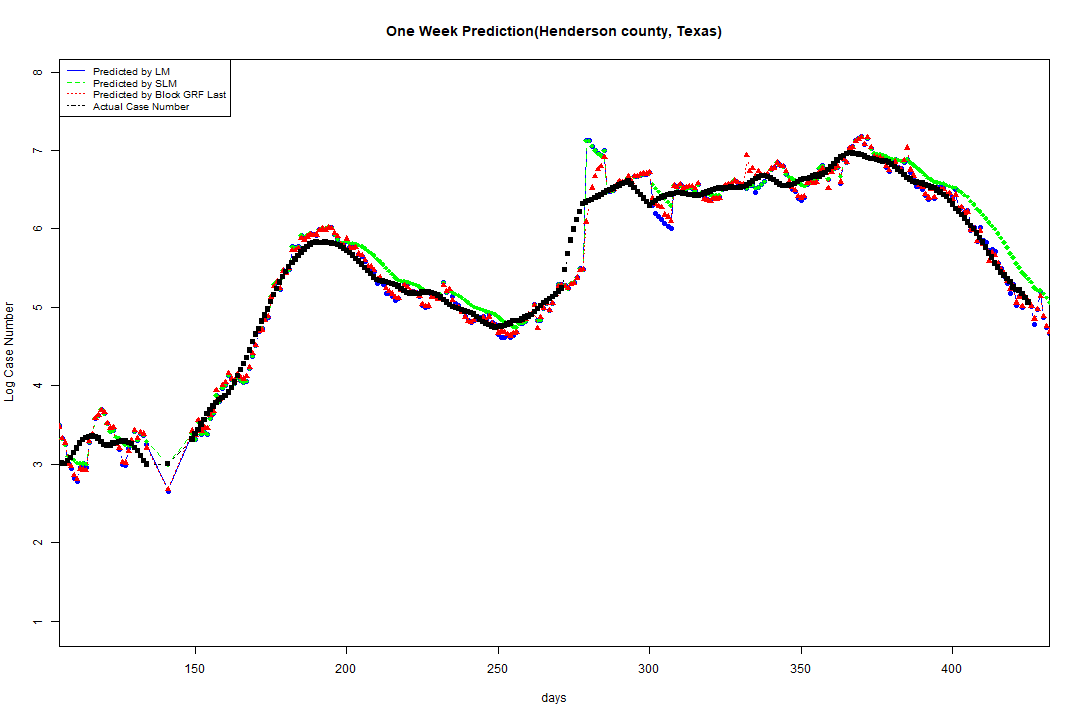 One Week Prediction(Henderson county, Texas)
Predicted by LM
Predicted by SLM
Predicted by Block GRF Last
Actual Case Number
8
7
6
5
4
3
2
1
Log Case Number
150 200 250 300 350 400
days